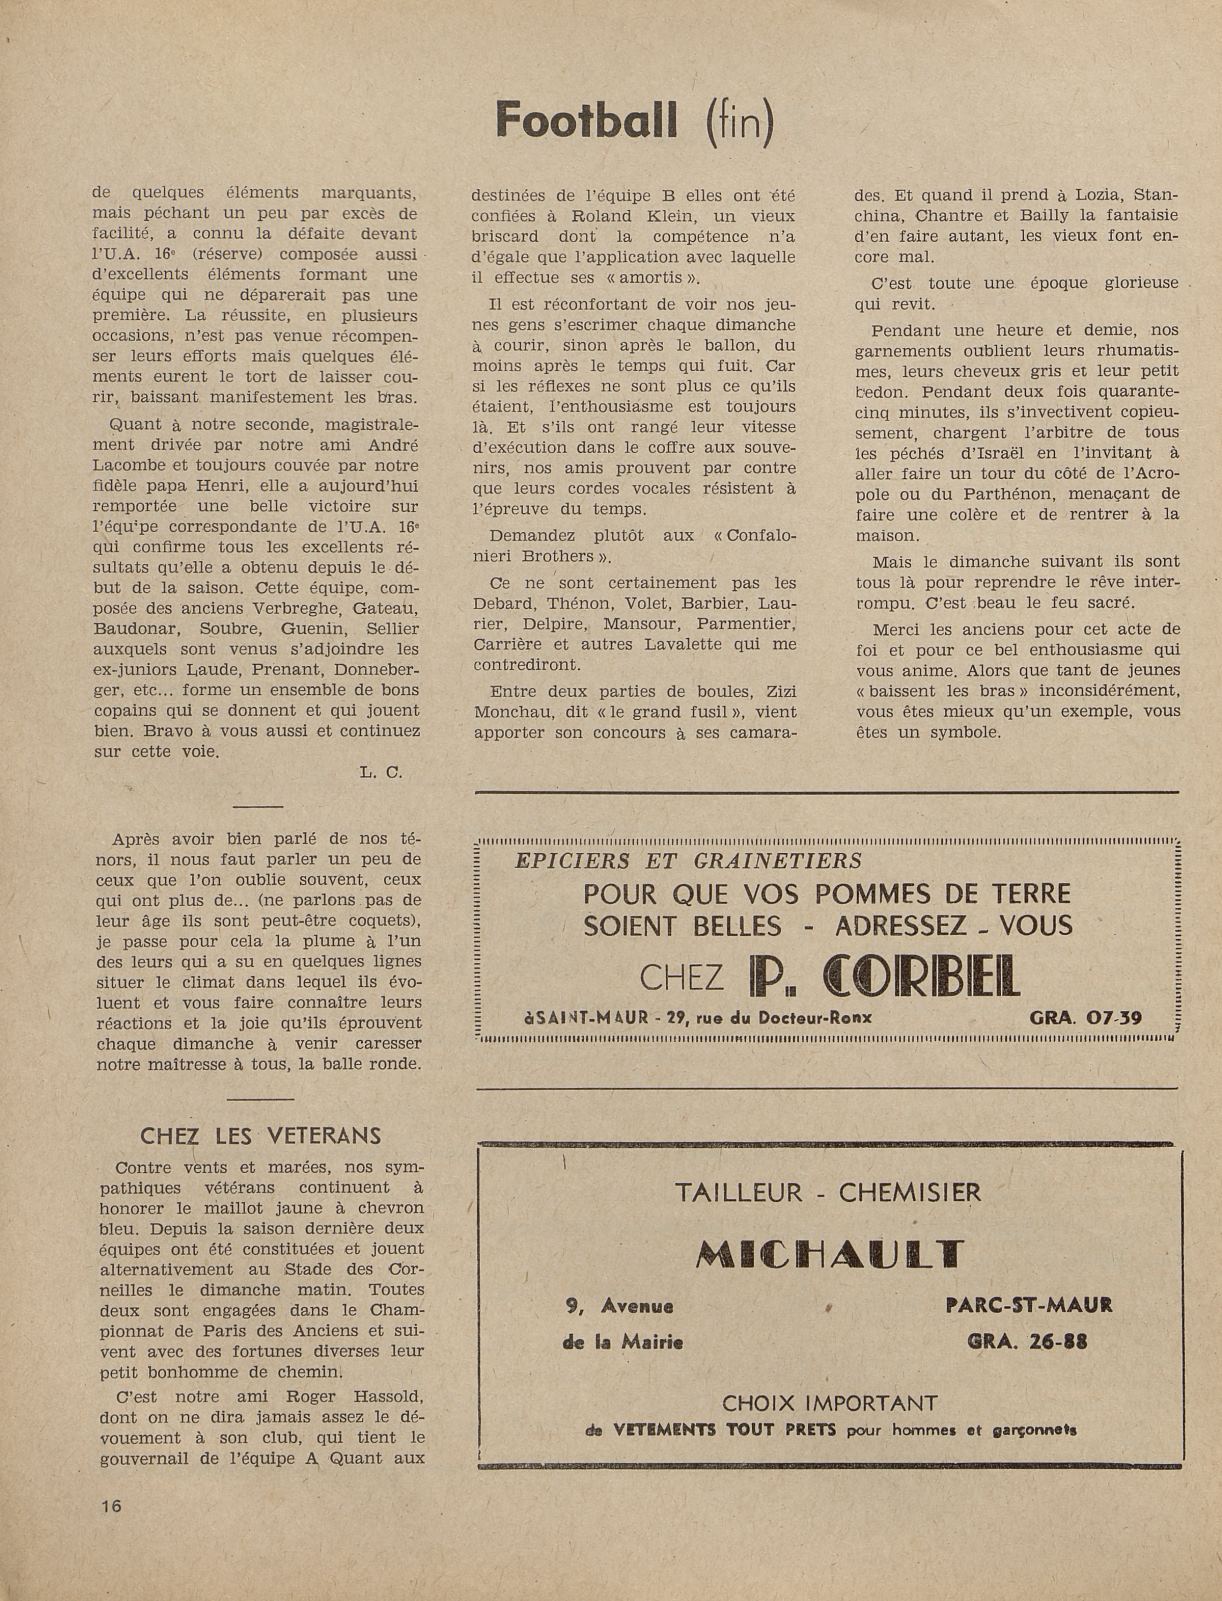 Football (fin)
de quelques éléments marquants,
mais péchant un peu par excès de
facilité, a connu la défaite devant
l'U.A. 16e (réserve) composée aussi
d'excellents éléments formant une
équipe qui ne déparerait pas une
première. La réussite, en plusieurs
occasions, n'est pas venue récompen-
ser leurs efforts mais quelques élé-
ments eurent le tort de laisser cou-
rir, baissant manifestement les bras.
Quant à notre seconde, magistrale-
ment drivée par notre ami André
Lacombe et toujours couvée par notre
fidèle papa Henri, elle a aujourd'hui
remportée une belle victoire sur
l'équipe correspondante de l'U.A. 16e
qui confirme tous les excellents ré-
sultats qu'elle a obtenu depuis le dé-
but de la saison. Cette équipe, com-
posée des anciens Verbreghe, Gateau,
Baudonar, Soubre, Guenin, Sellier
auxquels sont venus s'adjoindre les
ex-juniors Laude, Prenant, Donneber-
ger, etc... forme un ensemble de bons
copains qui se donnent et qui jouent
bien. Bravo à vous aussi et continuez
sur cette voie.
L. C.
Après avoir bien parlé de nos té-
nors, il nous faut parler un peu de
ceux que l'on oublie souvent, ceux
qui ont plus de... (ne parlons pas de
leur âge ils sont peut-être coquets),
je passe pour cela la plume à l'un
des leurs qui a su en quelques lignes
situer le climat dans lequel ils évo-
luent et vous faire connaître leurs
réactions et la joie qu'ils éprouvent
chaque dimanche à venir caresser
notre maîtresse à tous, la balle ronde.
CHEZ LES VETERANS
Contre vents et marées, nos sym-
pathiques vétérans continuent à
honorer le maillot jaune à chevron
bleu. Depuis la saison dernière deux
équipes ont été constituées et jouent
alternativement au Stade des Cor-
neilles le dimanche matin. Toutes
deux sont engagées dans le Cham-
pionnat de Paris des Anciens et sui-
vent avec des fortunes diverses leur
petit bonhomme de chemin.
C'est notre ami Roger Hassold,
dont on ne dira jamais assez le dé-
vouement à son club, qui tient le
gouvernail de l'équipe A Quant aux
destinées de l'équipe B elles ont été
confiées à Roland Klein, un vieux
briscard dont la compétence n'a
d'égale que l'application avec laquelle
il effectue ses « amortis ».
Il est réconfortant de voir nos jeu-
nes gens s'escrimer chaque dimanche
à courir, sinon après le ballon, du
moins après le temps qui fuit. Car
si les réflexes ne sont plus ce qu'ils
étaient, l'enthousiasme est toujours
là. Et s'ils ont rangé leur vitesse
d'exécution dans le coffre aux souve-
nirs, nos amis prouvent par contre
que leurs cordes vocales résistent à
l'épreuve du temps.
Demandez plutôt aux « Confalo-
nieri Brothers ».
Ce ne sont certainement pas les
Debard, Thénon, Volet, Barbier, Lau-
rier, Delpire, Mansour, Parmentier,
Carrière et autres Lavalette qui me
contrediront.
Entre deux parties de boules, Zizi
Monchau, dit « le grand fusil », vient
apporter son concours à ses camara-
des. Et quand il prend à Lozia, Stan-
china, Chantre et Bailly la fantaisie
d'en faire autant, les vieux font en-
core mal.
C'est toute une époque glorieuse
qui revit.
Pendant une heure et demie, nos
garnements oublient leurs rhumatis-
mes, leurs cheveux gris et leur petit
bedon. Pendant deux fois quarante-
cinq minutes, ils s'invectivent copieu-
sement, chargent l'arbitre de tous
les péchés d'Israël en l'invitant à
aller faire un tour du côté de l'Acro-
pole ou du Parthénon, menaçant de
faire une colère et de rentrer à la
maison.
Mais le dimanche suivant ils sont
tous là pour reprendre le rêve inter-
rompu. C'est beau le feu sacré.
Merci les anciens pour cet acte de
foi et pour ce bel enthousiasme qui
vous anime. Alors que tant de jeunes
« baissent les bras » inconsidérément,
vous êtes mieux qu'un exemple, vous
êtes un symbole.
EPICIERS ET GRAINETIERS
POUR QUE VOS POMMES DE TERRE
SOIENT BELLES - ADRESSEZ - VOUS
CHEZ P. CORBEL
à SAINT-MAUR - 29, rue du Docteur-Roux GRA. 07-39
TAILLEUR - CHEMISIER
MICHAULT
9, Avenue PARC-ST-MAUR
de la Mairie GRA. 26-88
CHOIX IMPORTANT
de VETEMENTS TOUT PRETS pour hommes et garçonnets
16